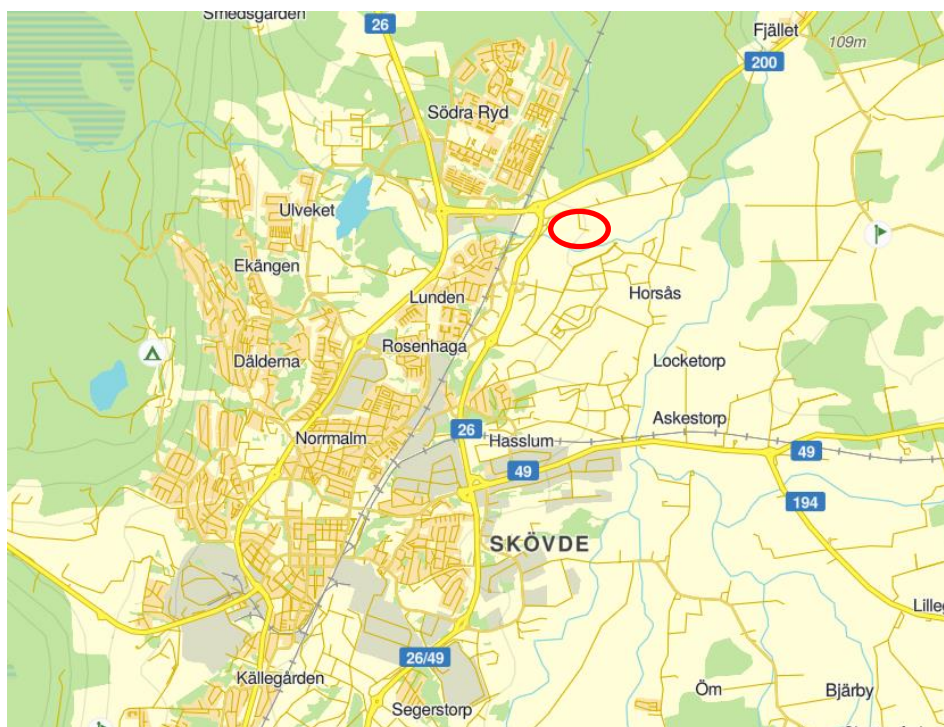 Smedsgården
26
Fjället
109m
200
Södra Ryd
Ulveket
Ekängen
Lunden
Horsås
Rosenhaga
Dälderna
Locketorp
Askestorp
26
Norrmalm
Hasslum
49
49
194
SKÖVDE
Lilleg
26/49
Källegården
Öm
Bjärby
Segerstorp